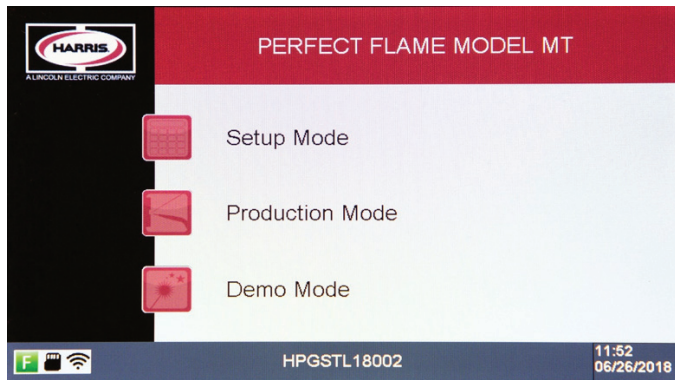 HARRIS
A LINCOLN ELECTRIC COMPANY
PERFECT FLAME MODEL MT
Setup Mode
Production Mode
Demo Mode
F
HPGSTL18002
11:52
06/26/2018